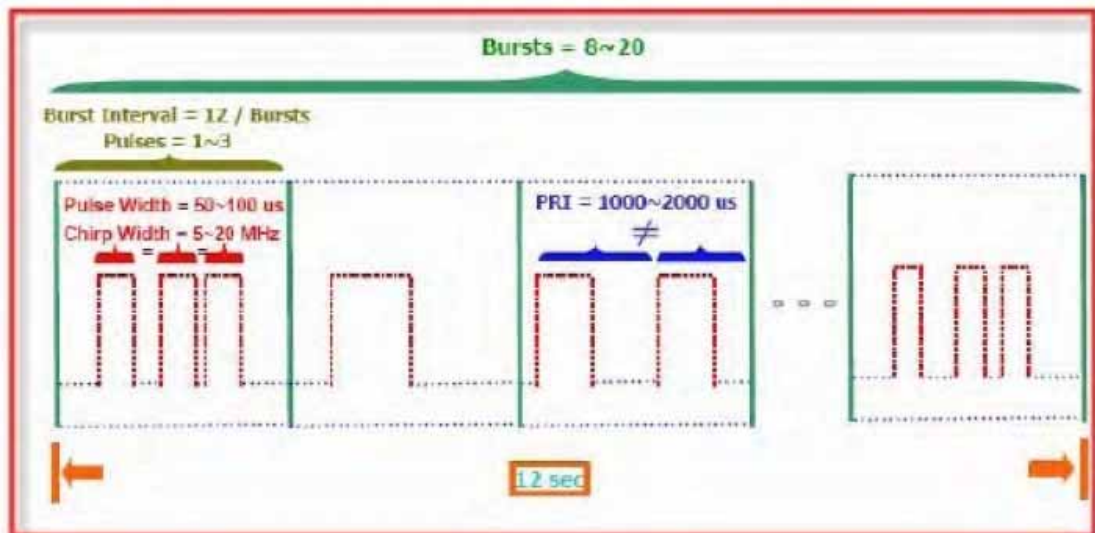 Bursts = 8~20
Burst Interval = 12 / Bursts
Pulses = 1~3
Pulse Width = 50~100 us
Chirp Width = 5~20 MHz
= =
PRI = 1000~2000 us
≠
12 sec